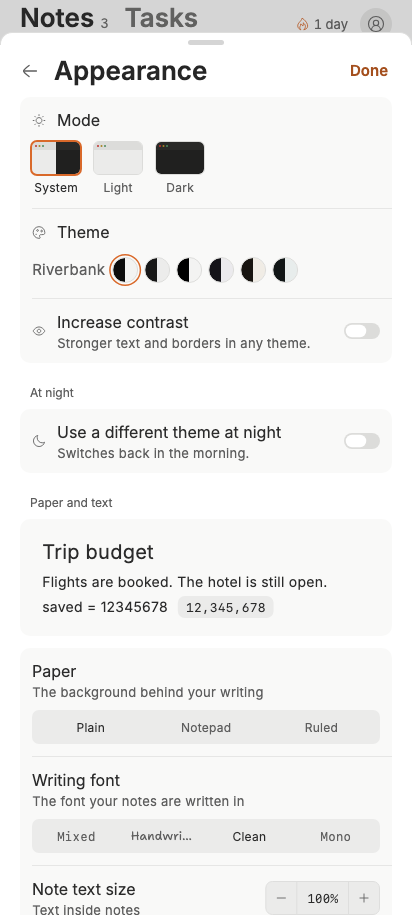 Notes 3 Tasks
1 day
Appearance
Done
Mode
System Light Dark
Theme
Riverbank
Increase contrast
Stronger text and borders in any theme.
At night
Use a different theme at night
Switches back in the morning.
Paper and text
Trip budget
Flights are booked. The hotel is still open.
saved = 12345678 12,345,678
Paper
The background behind your writing
Plain Notepad Ruled
Writing font
The font your notes are written in
Mixed Handwri... Clean Mono
Note text size
Text inside notes
− 100% +